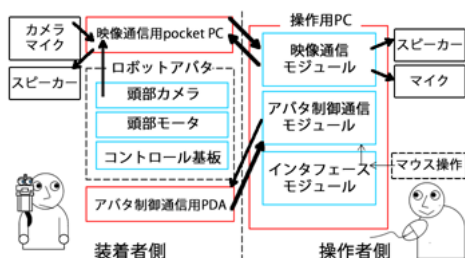 カメラ
マイク
スピーカー
映像通信用pocket PC
ロボットアバタ
頭部カメラ
頭部モータ
コントロール基板
アバタ制御通信用PDA
装着者側
操作用PC
映像通信
モジュール
アバタ制御通信
モジュール
インタフェース
モジュール
スピーカー
マイク
マウス操作
操作者側